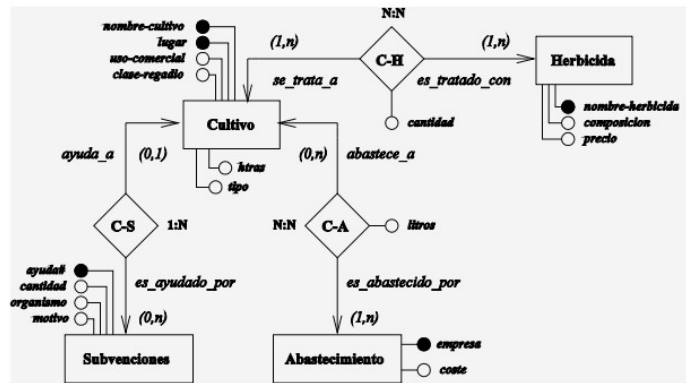 N:N
nombre-cultivo
lugar
uso-comercial
clase-regadio
(1,n)
C-H
(1,n)
Herbicida
se_trata_a
es_tratado_con
Cultivo
cantidad
nombre-herbicida
composicion
precio
ayuda_a
(0,1)
(0,n)
abastece_a
htras
tipo
C-S
1:N
N:N
C-A
litros
ayuda#
cantidad
organismo
motivo
es_ayudado_por
es_abastecido_por
(0,n)
(1,n)
Subvenciones
Abastecimiento
empresa
coste